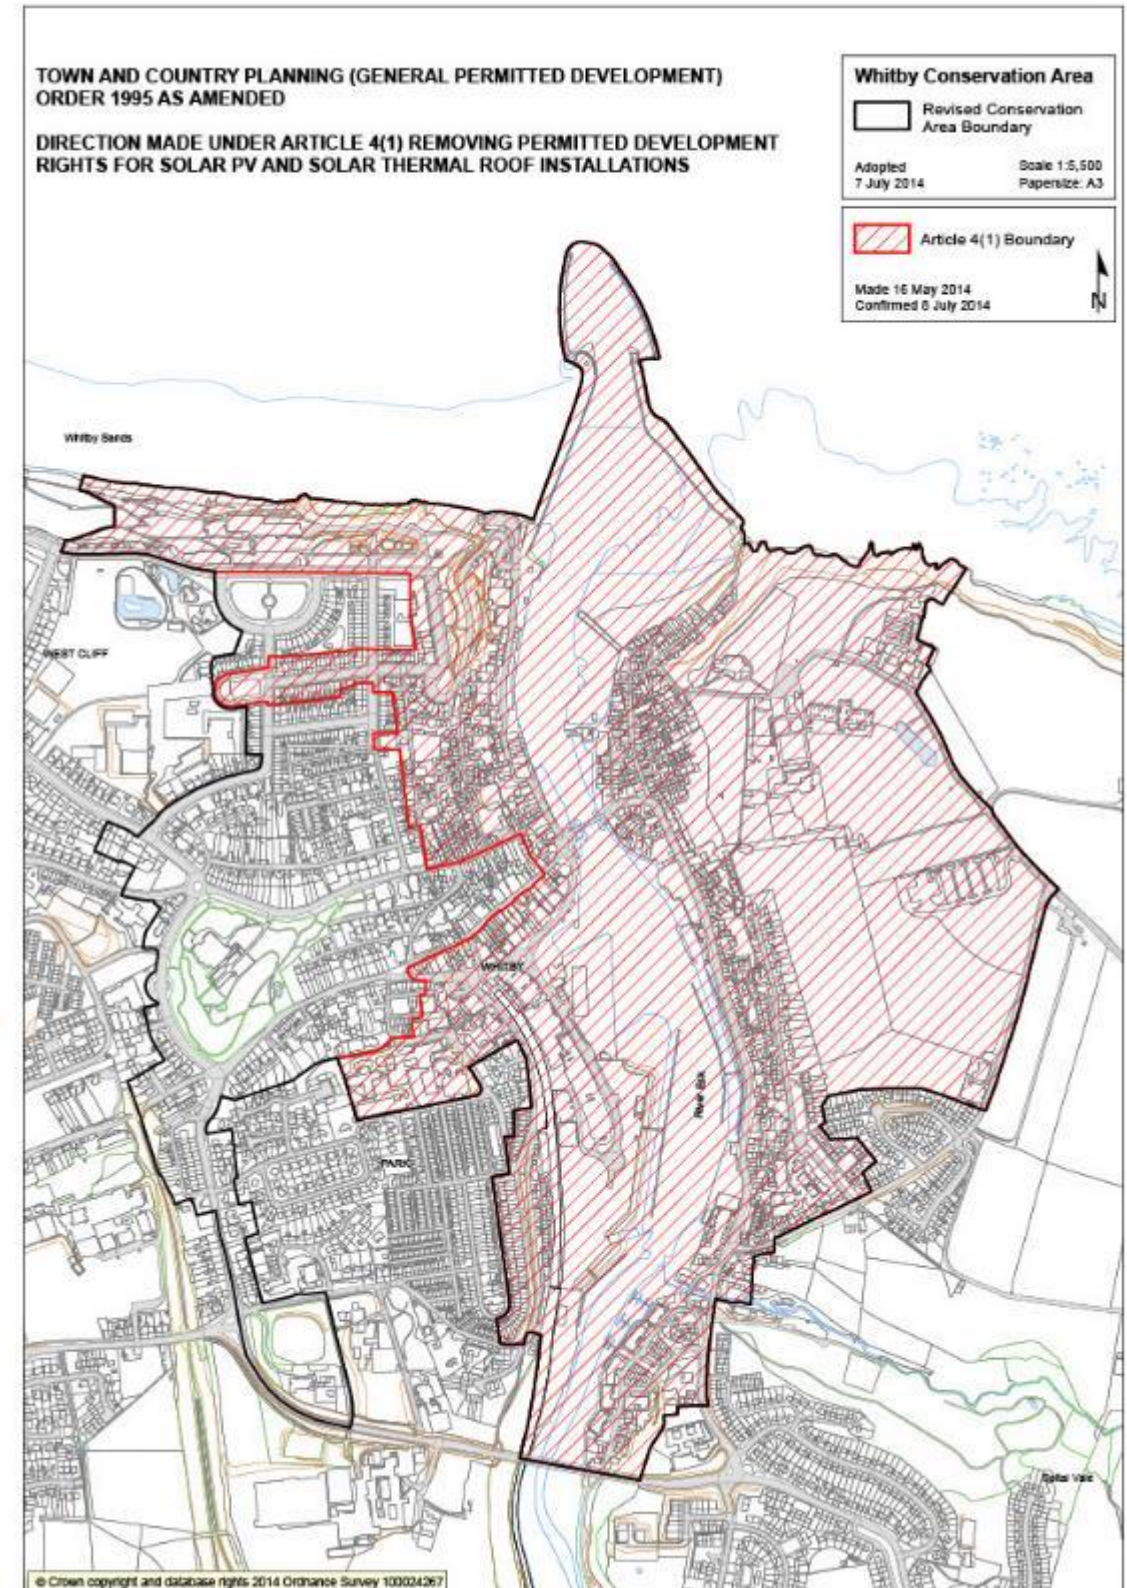 TOWN AND COUNTRY PLANNING (GENERAL PERMITTED DEVELOPMENT)
ORDER 1995 AS AMENDED
DIRECTION MADE UNDER ARTICLE 4(1) REMOVING PERMITTED DEVELOPMENT
RIGHTS FOR SOLAR PV AND SOLAR THERMAL ROOF INSTALLATIONS
Whitby Conservation Area
Revised Conservation
Area Boundary
Adopted
7 July 2014
Scale 1:5,500
Papersize: A3
Article 4(1) Boundary
Made 16 May 2014
Confirmed 8 July 2014
N
Whitby Sands
WEST CLIFF
WHITBY
River Esk
PARK
Spital Vale
© Crown copyright and database rights 2014 Ordnance Survey 100024267